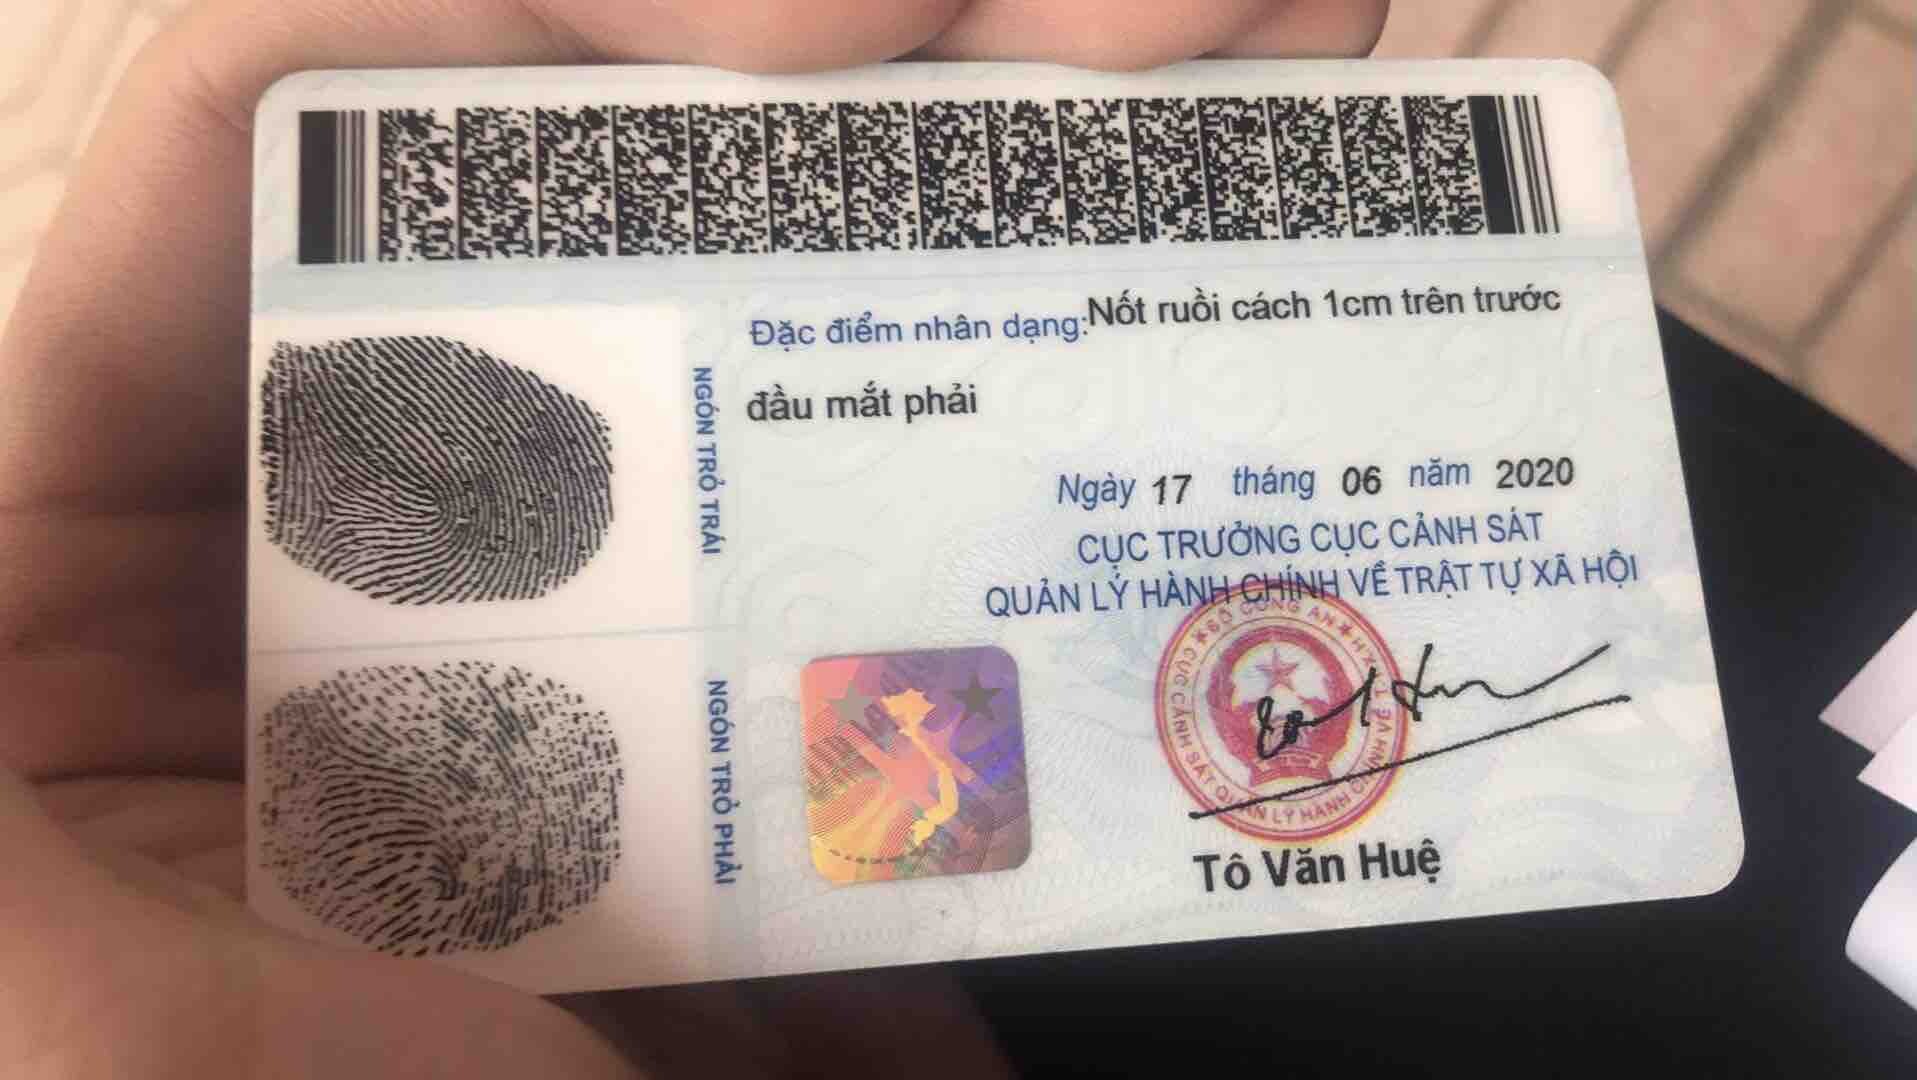 Đặc điểm nhân dạng: Nốt ruồi cách 1cm trên trước
đầu mắt phải
NGÓN TRỎ TRÁI
Ngày 17 tháng 06 năm 2020
CỤC TRƯỞNG CỤC CẢNH SÁT
QUẢN LÝ HÀNH CHÍNH VỀ TRẬT TỰ XÃ HỘI
BỘ CÔNG AN
CỤC CẢNH SÁT QUẢN LÝ HÀNH CHÍNH
NGÓN TRỎ PHẢI
Tô Văn Huệ